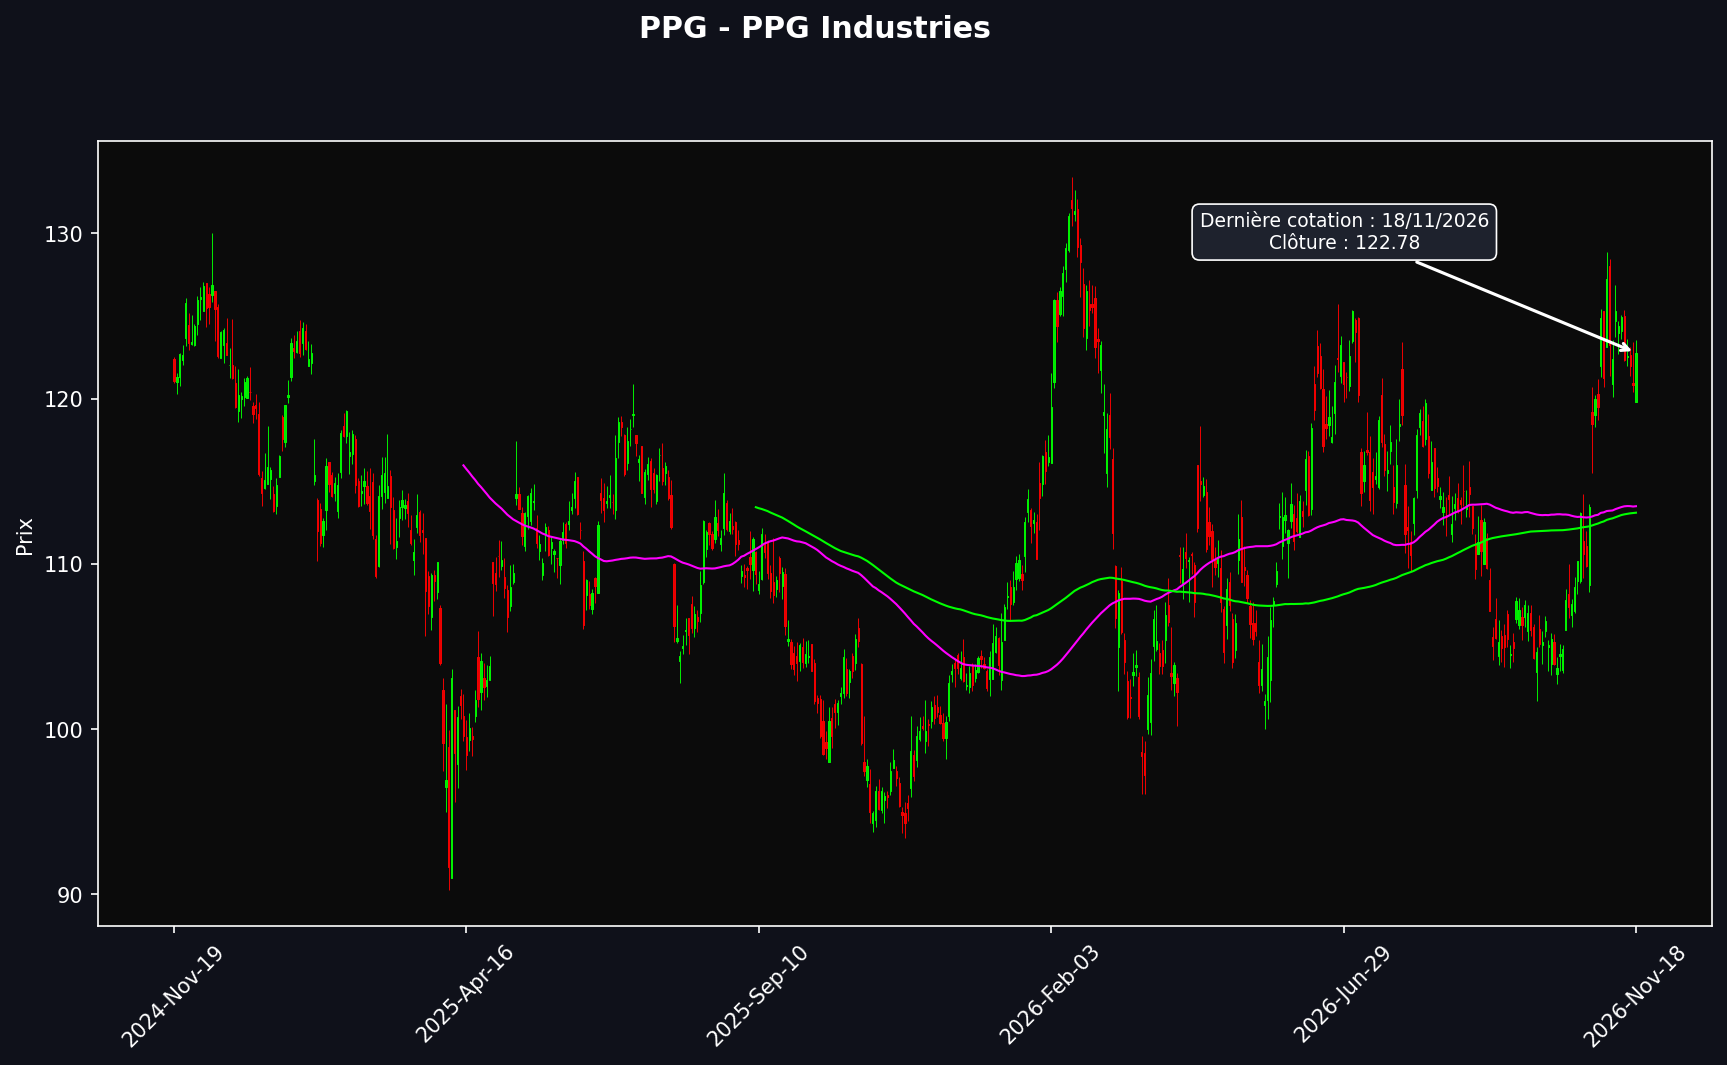 PPG - PPG Industries
Dernière cotation : 18/11/2026
Clôture : 122.78
Prix
130
120
110
100
90
2024-Nov-19
2025-Apr-16
2025-Sep-10
2026-Feb-03
2026-Jun-29
2026-Nov-18